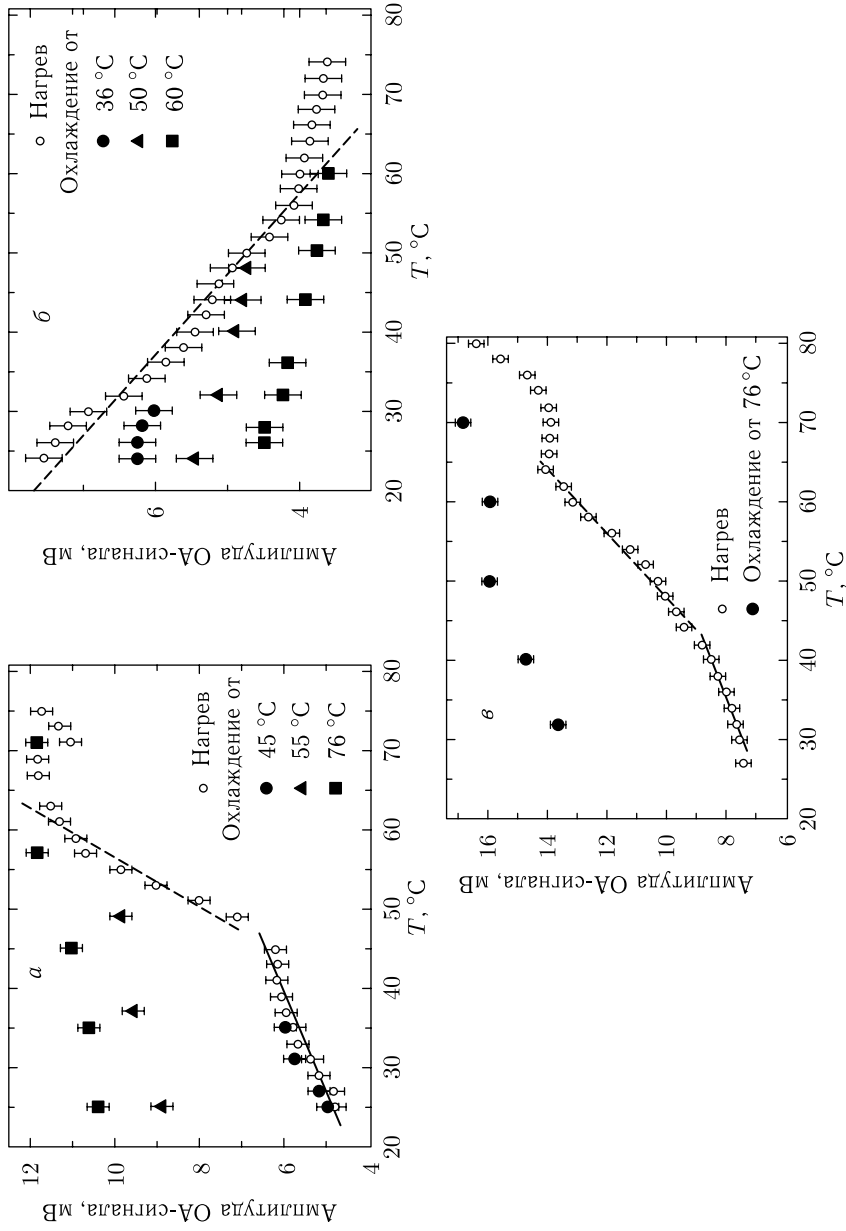 Амплитуда ОА-сигнала, мВ
12
10
8
6
4
20
30
40
50
60
70
80
T, °C
а
Нагрев
Охлаждение от
45 °C
55 °C
76 °C
Амплитуда ОА-сигнала, мВ
6
4
20
30
40
50
60
70
80
T, °C
б
Нагрев
Охлаждение от
36 °C
50 °C
60 °C
Амплитуда ОА-сигнала, мВ
16
14
12
10
8
6
20
30
40
50
60
70
80
T, °C
в
Нагрев
Охлаждение от 76 °C